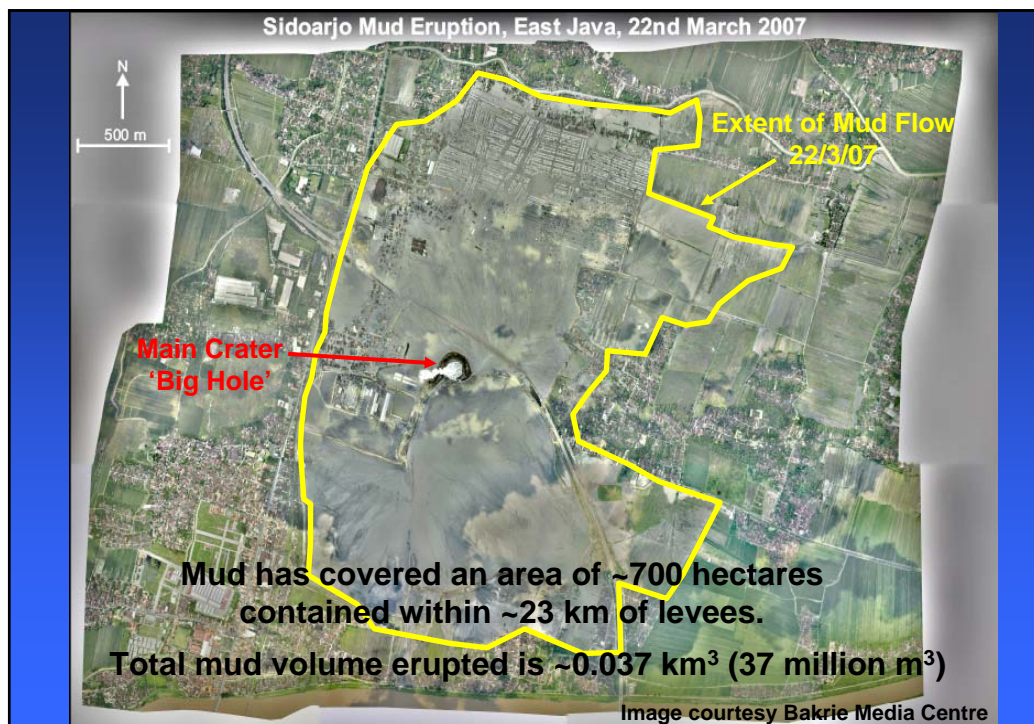 Sidoarjo Mud Eruption, East Java, 22nd March 2007
N
500 m
Extent of Mud Flow
22/3/07
Main Crater
‘Big Hole’
Mud has covered an area of ~700 hectares
contained within ~23 km of levees.
Total mud volume erupted is ~0.037 km³ (37 million m³)
Image courtesy Bakrie Media Centre